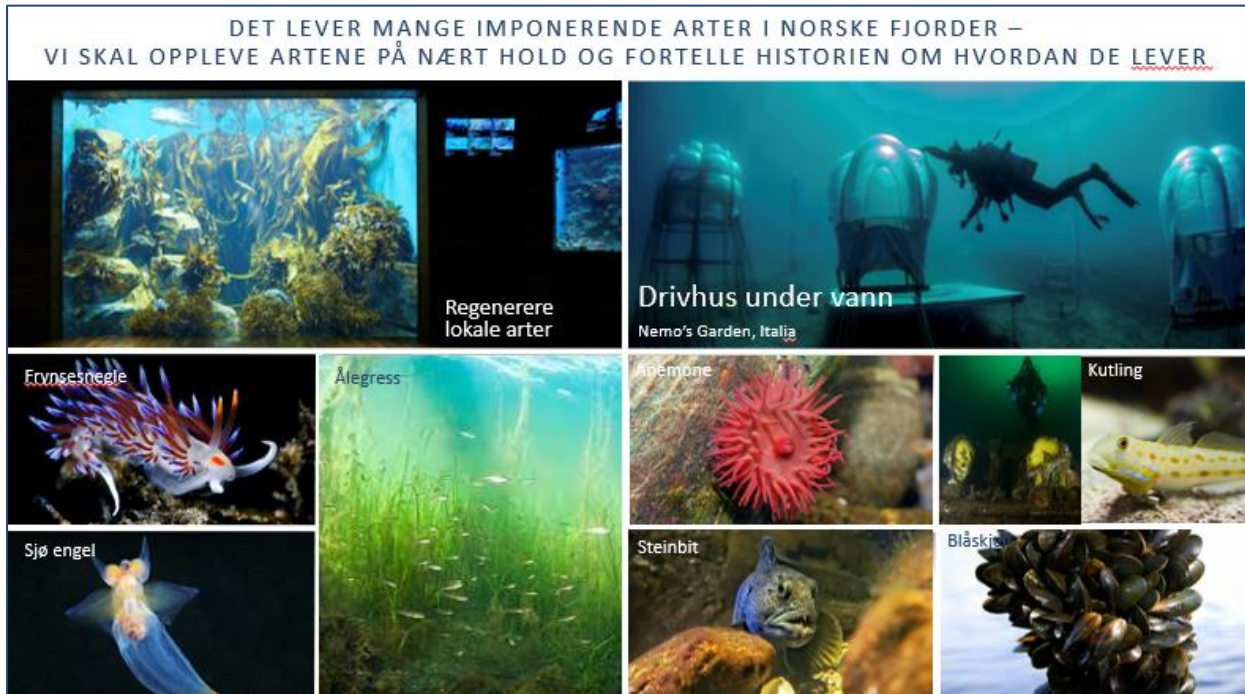 DET LEVER MANGE IMPONERENDE ARTER I NORSKE FJORDER –
VI SKAL OPPLEVE ARTENE PÅ NÆRT HOLD OG FORTELLE HISTORIEN OM HVORDAN DE LEVER
Regenerere
lokale arter
Drivhus under vann
Nemo's Garden, Italia
Frynsesnegle
Ålegress
Anemone
Kutling
Sjø engel
Steinbit
Blåskjell